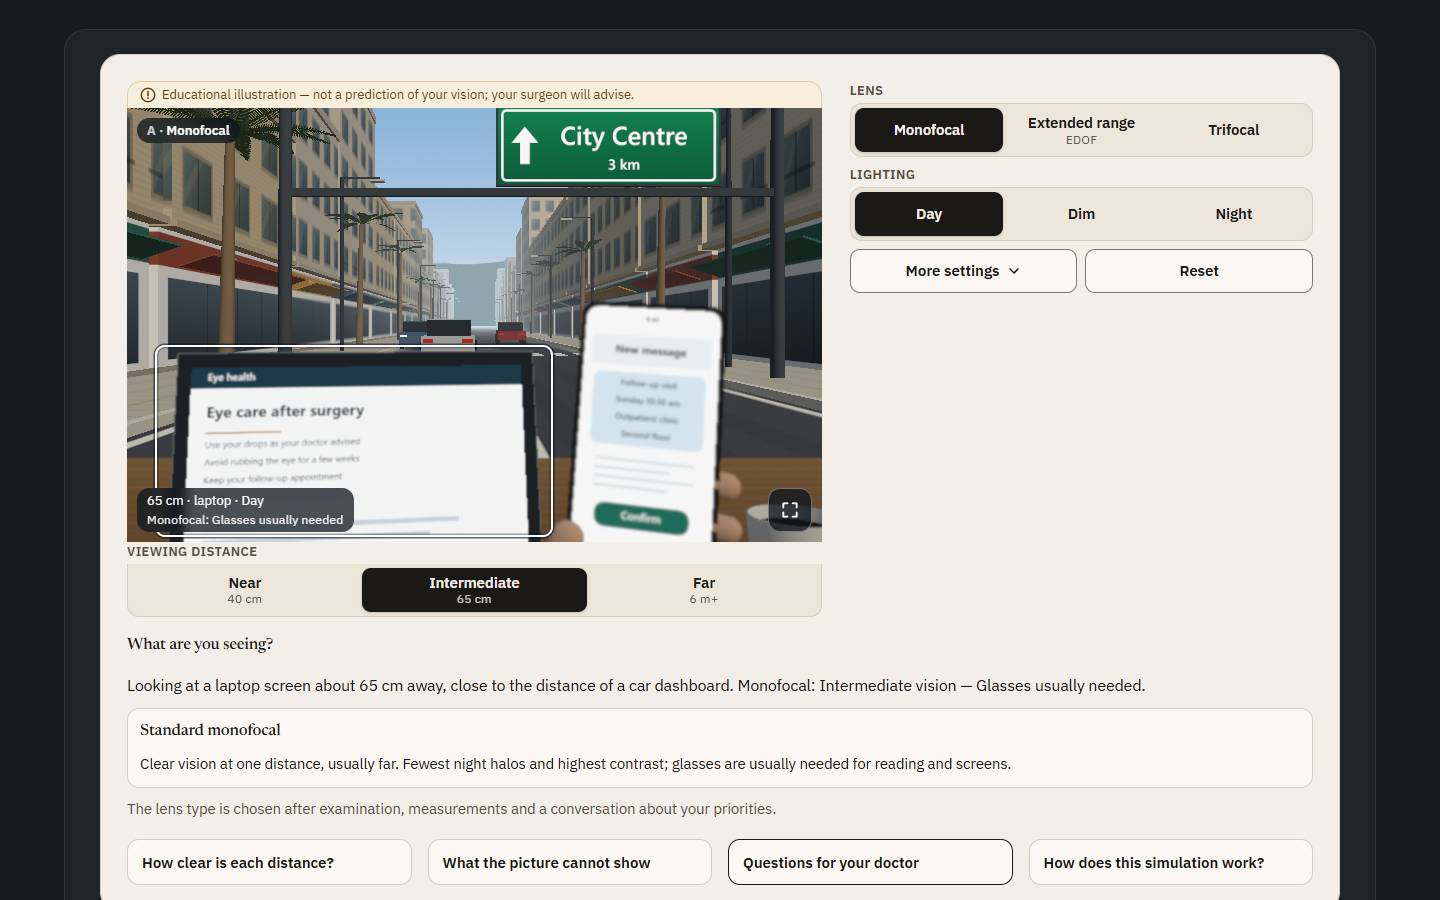 Educational illustration — not a prediction of your vision; your surgeon will advise.
A · Monofocal
City Centre
3 km
Eye health
Eye care after surgery
Use your drops as your doctor advised
Avoid rubbing the eye for a few weeks
Keep your follow-up appointment
New message
Follow-up visit
Sunday 10:30 am
Outpatient clinic
Second floor
Confirm
65 cm · laptop · Day
Monofocal: Glasses usually needed
VIEWING DISTANCE
Near
40 cm
Intermediate
65 cm
Far
6 m+
LENS
Monofocal
Extended range
EDOF
Trifocal
LIGHTING
Day
Dim
Night
More settings
Reset
What are you seeing?
Looking at a laptop screen about 65 cm away, close to the distance of a car dashboard. Monofocal: Intermediate vision — Glasses usually needed.
Standard monofocal
Clear vision at one distance, usually far. Fewest night halos and highest contrast; glasses are usually needed for reading and screens.
The lens type is chosen after examination, measurements and a conversation about your priorities.
How clear is each distance?
What the picture cannot show
Questions for your doctor
How does this simulation work?